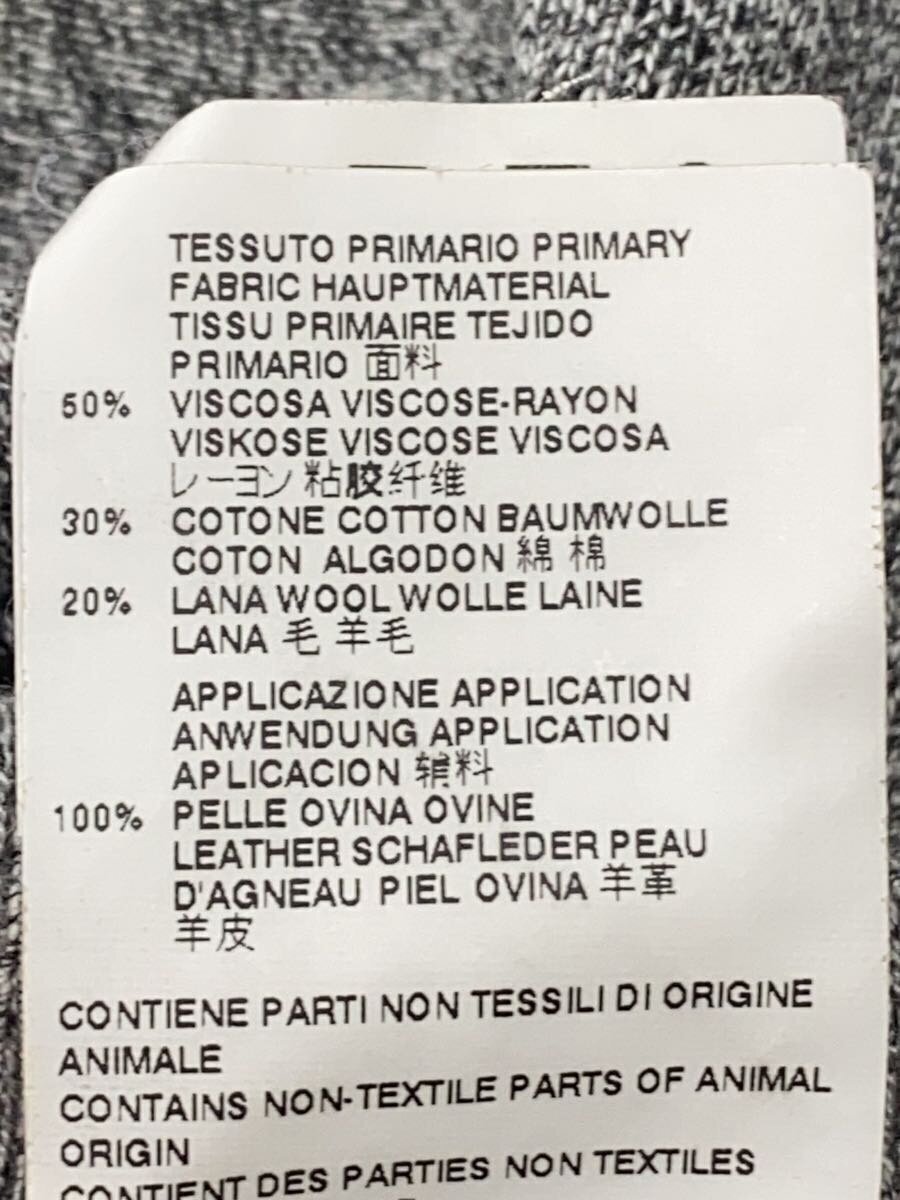 TESSUTO PRIMARIO PRIMARY
FABRIC HAUPTMATERIAL
TISSU PRIMAIRE TEJIDO
PRIMARIO 面料
50% VISCOSA VISCOSE-RAYON
VISKOSE VISCOSE VISCOSA
レーヨン 粘胶纤维
30% COTONE COTTON BAUMWOLLE
COTON ALGODON 綿 棉
20% LANA WOOL WOLLE LAINE
LANA 毛 羊毛
APPLICAZIONE APPLICATION
ANWENDUNG APPLICATION
APLICACION 辅料
100% PELLE OVINA OVINE
LEATHER SCHAFLEDER PEAU
D'AGNEAU PIEL OVINA 羊革
羊皮
CONTIENE PARTI NON TESSILI DI ORIGINE
ANIMALE
CONTAINS NON-TEXTILE PARTS OF ANIMAL
ORIGIN
CONTIENT DES PARTIES NON TEXTILES